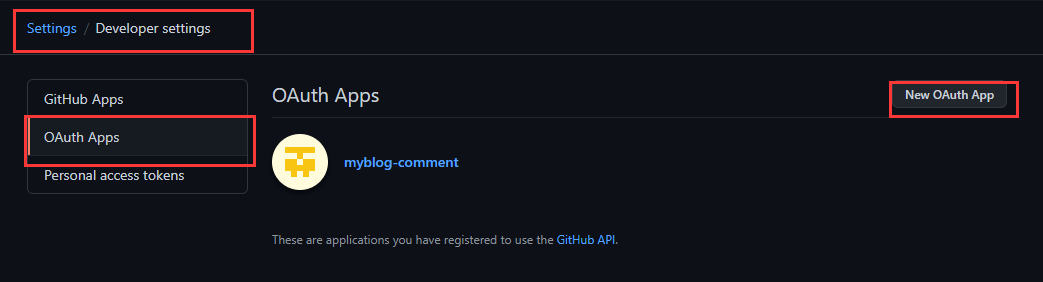 Settings / Developer settings
GitHub Apps
OAuth Apps
Personal access tokens
OAuth Apps
New OAuth App
myblog-comment
These are applications you have registered to use the GitHub API.